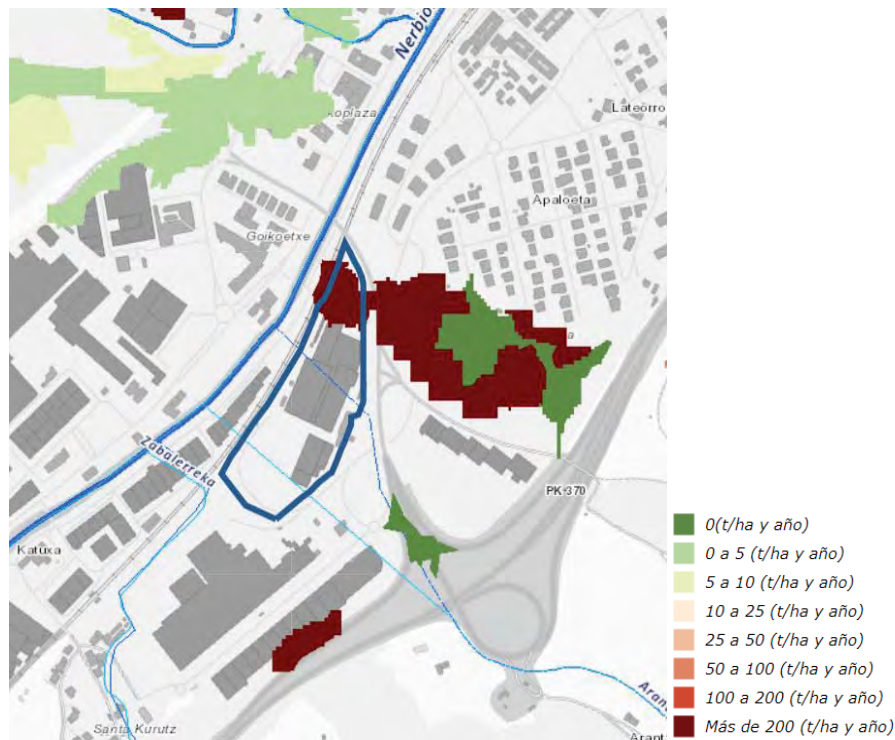 Nerbio
koplaza
Lateorro
Apaloeta
Goikoetxe
a
Zabalerreka
PK-370
Katuxa
Santa Kurutz
Aran
Arant
0(t/ha y año)
0 a 5 (t/ha y año)
5 a 10 (t/ha y año)
10 a 25 (t/ha y año)
25 a 50 (t/ha y año)
50 a 100 (t/ha y año)
100 a 200 (t/ha y año)
Más de 200 (t/ha y año)